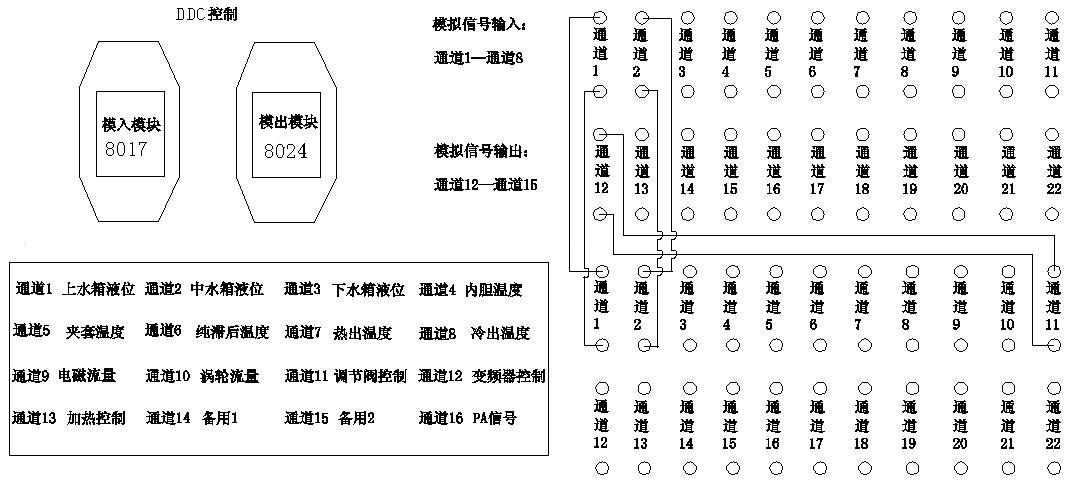 DDC控制
模入模块
8017
模出模块
8024
模拟信号输入:
通道1—通道8
模拟信号输出:
通道12—通道15
通道1 上水箱液位 通道2 中水箱液位 通道3 下水箱液位 通道4 内胆温度
通道5 夹套温度 通道6 纯滞后温度 通道7 热出温度 通道8 冷出温度
通道9 电磁流量 通道10 涡轮流量 通道11 调节阀控制 通道12 变频器控制
通道13 加热控制 通道14 备用1 通道15 备用2 通道16 PA信号
通道1 通道2 通道3 通道4 通道5 通道6 通道7 通道8 通道9 通道10 通道11
通道12 通道13 通道14 通道15 通道16 通道17 通道18 通道19 通道20 通道21 通道22
通道1 通道2 通道3 通道4 通道5 通道6 通道7 通道8 通道9 通道10 通道11
通道12 通道13 通道14 通道15 通道16 通道17 通道18 通道19 通道20 通道21 通道22